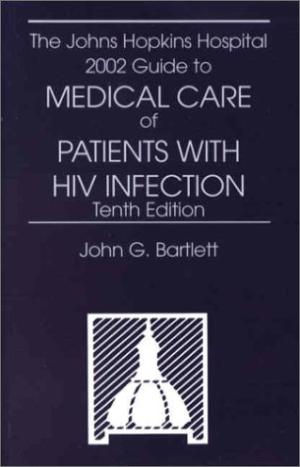 The Johns Hopkins Hospital
2002 Guide to
MEDICAL CARE
of
PATIENTS WITH
HIV INFECTION
Tenth Edition
John G. Bartlett